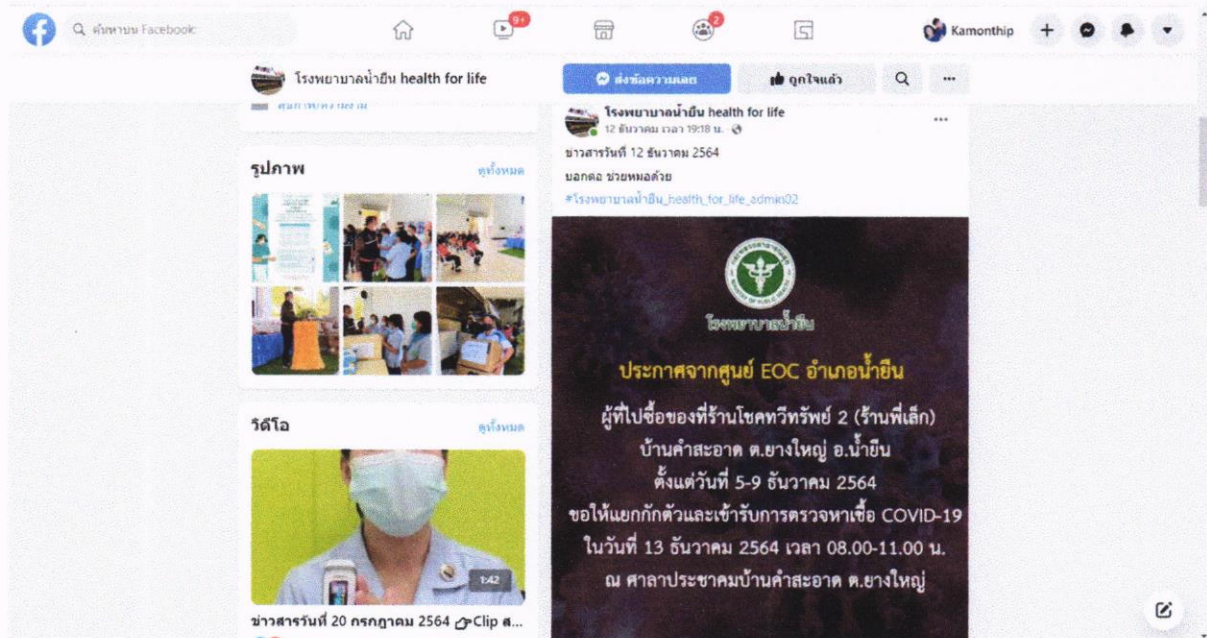 ค้นหาบน Facebook
9+
2
Kamonthip
โรงพยาบาลน้ำยืน health for life
ส่งข้อความเลย
ถูกใจแล้ว
สุขภาพ/ความงาม
รูปภาพ
ดูทั้งหมด
วิดีโอ
ดูทั้งหมด
1:42
ข่าวสารวันที่ 20 กรกฎาคม 2564 👉Clip ส...
โรงพยาบาลน้ำยืน health for life
12 ธันวาคม เวลา 19:18 น. ·
ข่าวสารวันที่ 12 ธันวาคม 2564
บอกต่อ ช่วยหมอด้วย
#โรงพยาบาลน้ำยืน_health_for_life_admin02
โรงพยาบาลน้ำยืน
ประกาศจากศูนย์ EOC อำเภอน้ำยืน
ผู้ที่ไปซื้อของที่ร้านโชคทวีทรัพย์ 2 (ร้านพี่เล็ก)
บ้านคำสะอาด ต.ยางใหญ่ อ.น้ำยืน
ตั้งแต่วันที่ 5-9 ธันวาคม 2564
ขอให้แยกกักตัวและเข้ารับการตรวจหาเชื้อ COVID-19
ในวันที่ 13 ธันวาคม 2564 เวลา 08.00-11.00 น.
ณ ศาลาประชาคมบ้านคำสะอาด ต.ยางใหญ่